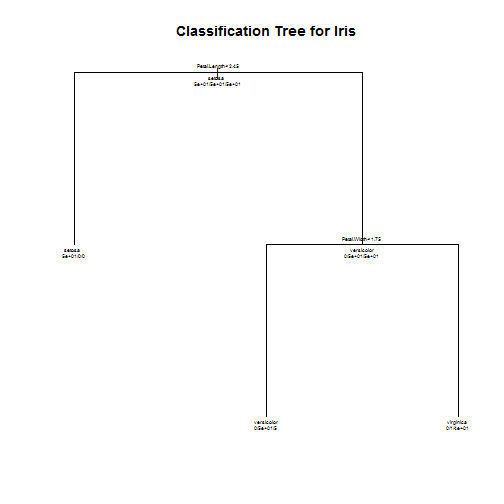 Classification Tree for Iris
Petal.Length< 2.45
setosa
5e+01/5e+01/5e+01
setosa
5e+01/0/0
Petal.Width< 1.75
versicolor
0/5e+01/5e+01
versicolor
0/5e+01/5
virginica
0/1/4e+01